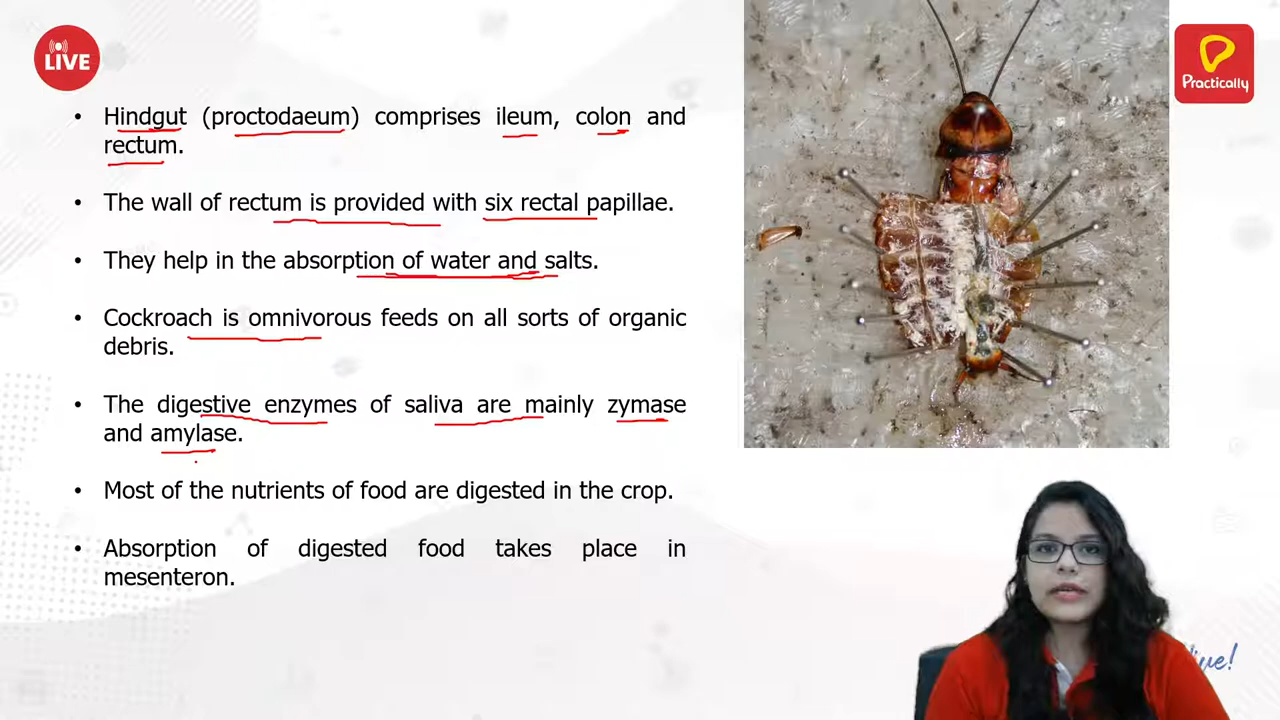 LIVE
Practically
• Hindgut (proctodaeum) comprises ileum, colon and
rectum.
• The wall of rectum is provided with six rectal papillae.
• They help in the absorption of water and salts.
• Cockroach is omnivorous feeds on all sorts of organic
debris.
• The digestive enzymes of saliva are mainly zymase
and amylase.
• Most of the nutrients of food are digested in the crop.
• Absorption of digested food takes place in
mesenteron.